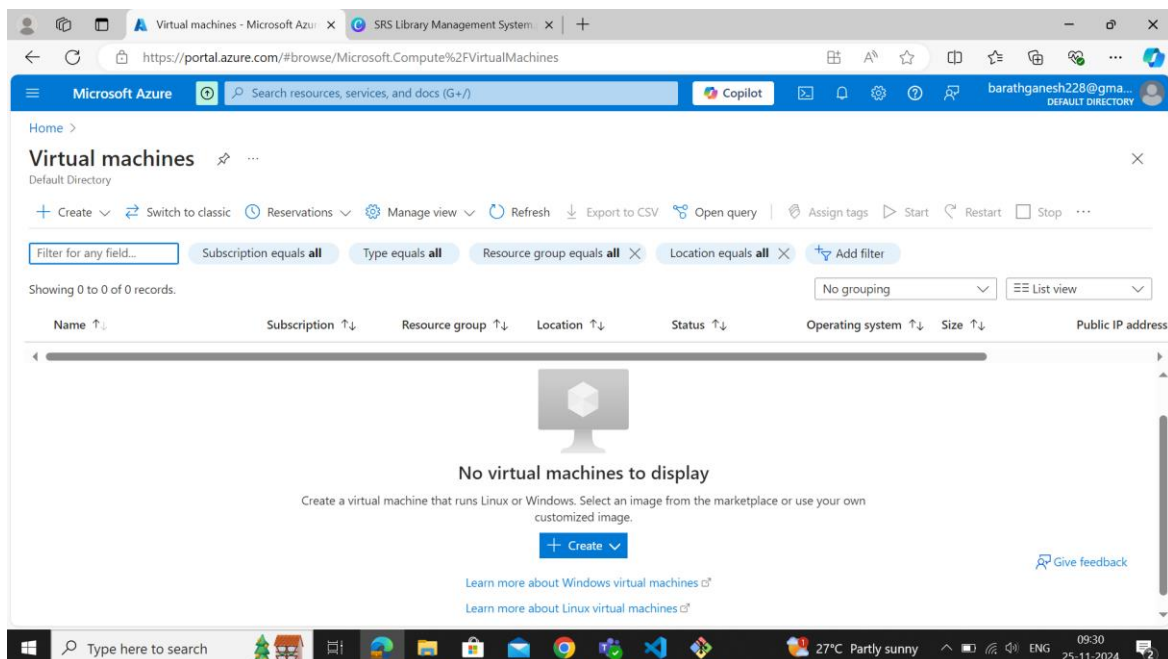 Virtual machines - Microsoft Azur
SRS Library Management System
https://portal.azure.com/#browse/Microsoft.Compute%2FVirtualMachines
Microsoft Azure
Search resources, services, and docs (G+/)
Copilot
barathganesh228@gma...
DEFAULT DIRECTORY
Home >
Virtual machines
Default Directory
Create Switch to classic Reservations Manage view Refresh Export to CSV Open query Assign tags Start Restart Stop ...
Filter for any field... Subscription equals all Type equals all Resource group equals all Location equals all Add filter
Showing 0 to 0 of 0 records.
No grouping List view
Name Subscription Resource group Location Status Operating system Size Public IP address
No virtual machines to display
Create a virtual machine that runs Linux or Windows. Select an image from the marketplace or use your own
customized image.
+ Create
Give feedback
Learn more about Windows virtual machines
Learn more about Linux virtual machines
Type here to search
27°C Partly sunny
ENG
09:30
25-11-2024